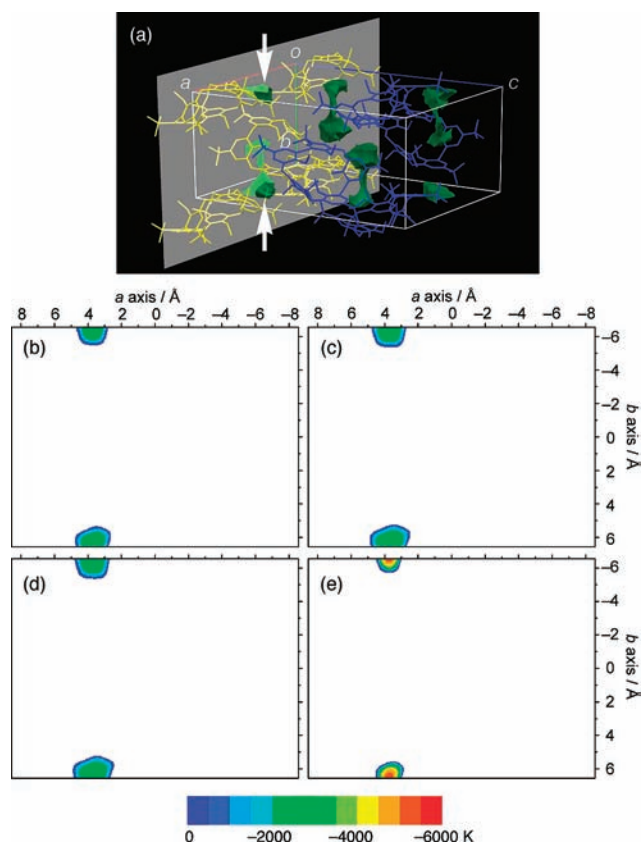 (a)
o
a
c
b
a axis / Å
a axis / Å
8 6 4 2 0 –2 –4 –6 –8
8 6 4 2 0 –2 –4 –6 –8
(b)
(c)
–6
–4
–2
0
2
4
6
b axis / Å
(d)
(e)
–6
–4
–2
0
2
4
6
b axis / Å
0 –2000 –4000 –6000 K